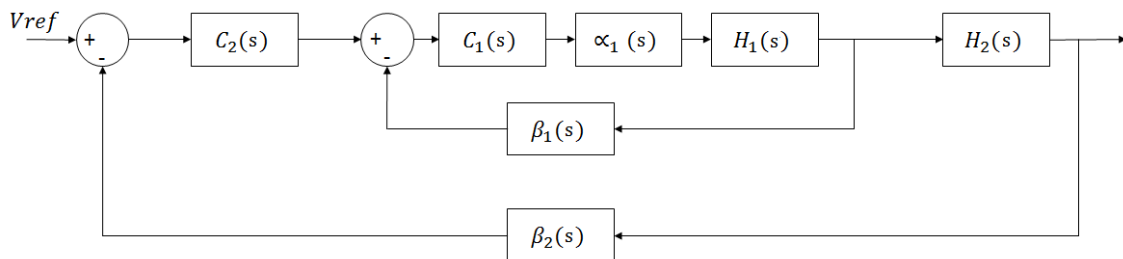 Vref
+
-
C₂(s)
+
-
C₁(s)
∝₁ (s)
H₁(s)
H₂(s)
β₁(s)
β₂(s)